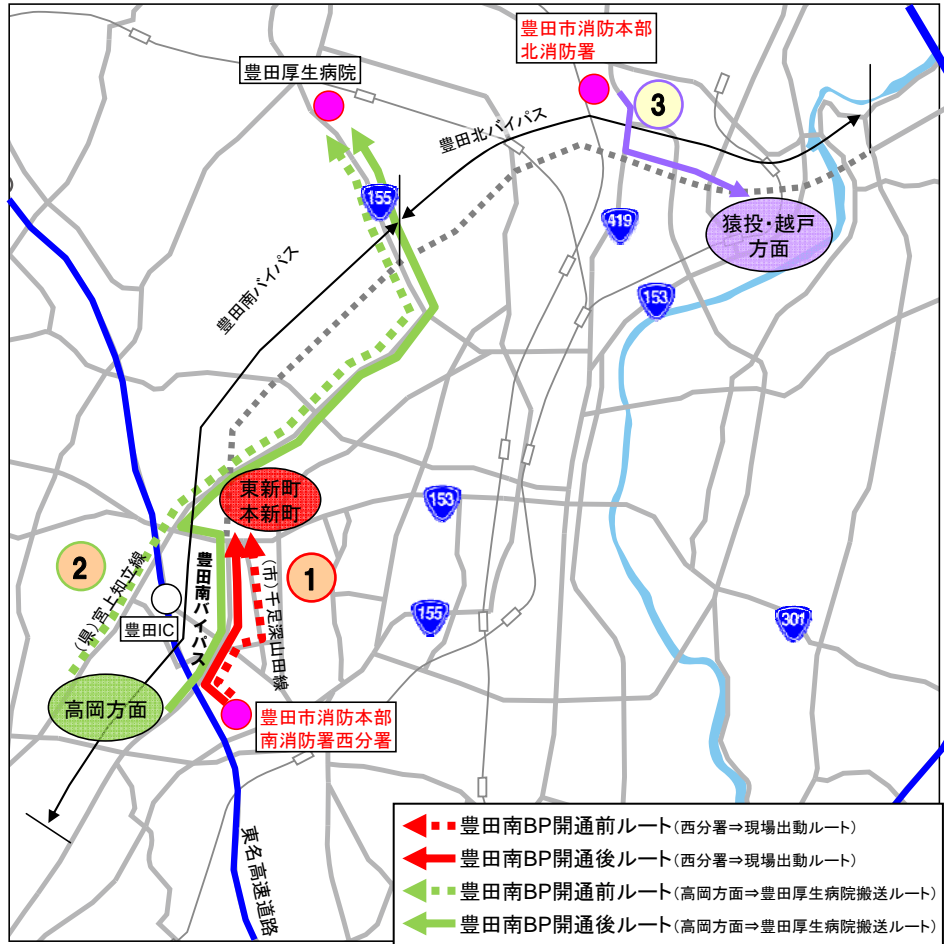 豊田市消防本部
北消防署
豊田厚生病院
3
豊田北バイパス
155
419
猿投・越戸
方面
153
豊田南バイパス
東新町
本新町
153
2
1
(県)宮上知立線
豊田南バイパス
(市)千足深山田線
豊田IC
155
301
高岡方面
豊田市消防本部
南消防署西分署
東名高速道路
豊田南BP開通前ルート(西分署⇒現場出動ルート)
豊田南BP開通後ルート(西分署⇒現場出動ルート)
豊田南BP開通前ルート(高岡方面⇒豊田厚生病院搬送ルート)
豊田南BP開通後ルート(高岡方面⇒豊田厚生病院搬送ルート)